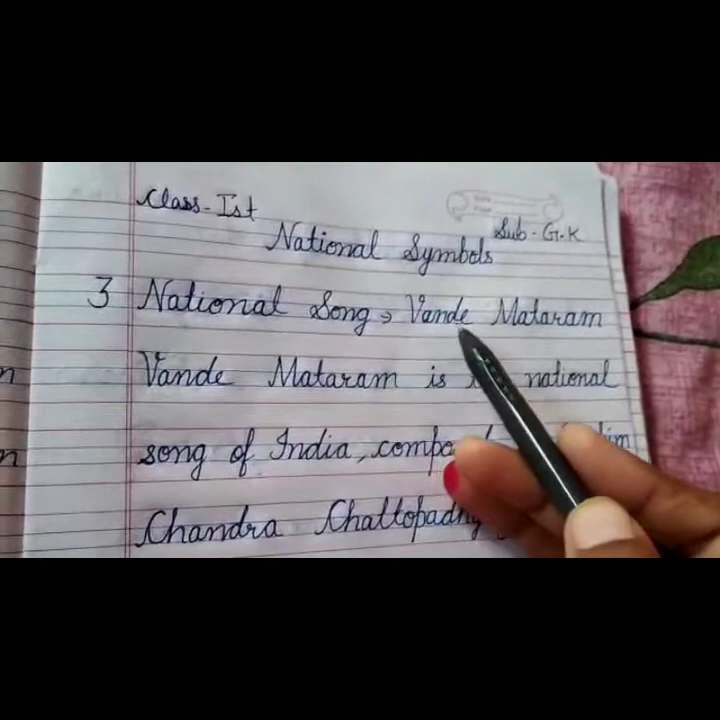 Class - Ist
Sub - G.K
National Symbols
3 National Song → Vande Mataram
Vande Mataram is national
song of India, compo
Chandra Chattopadhy